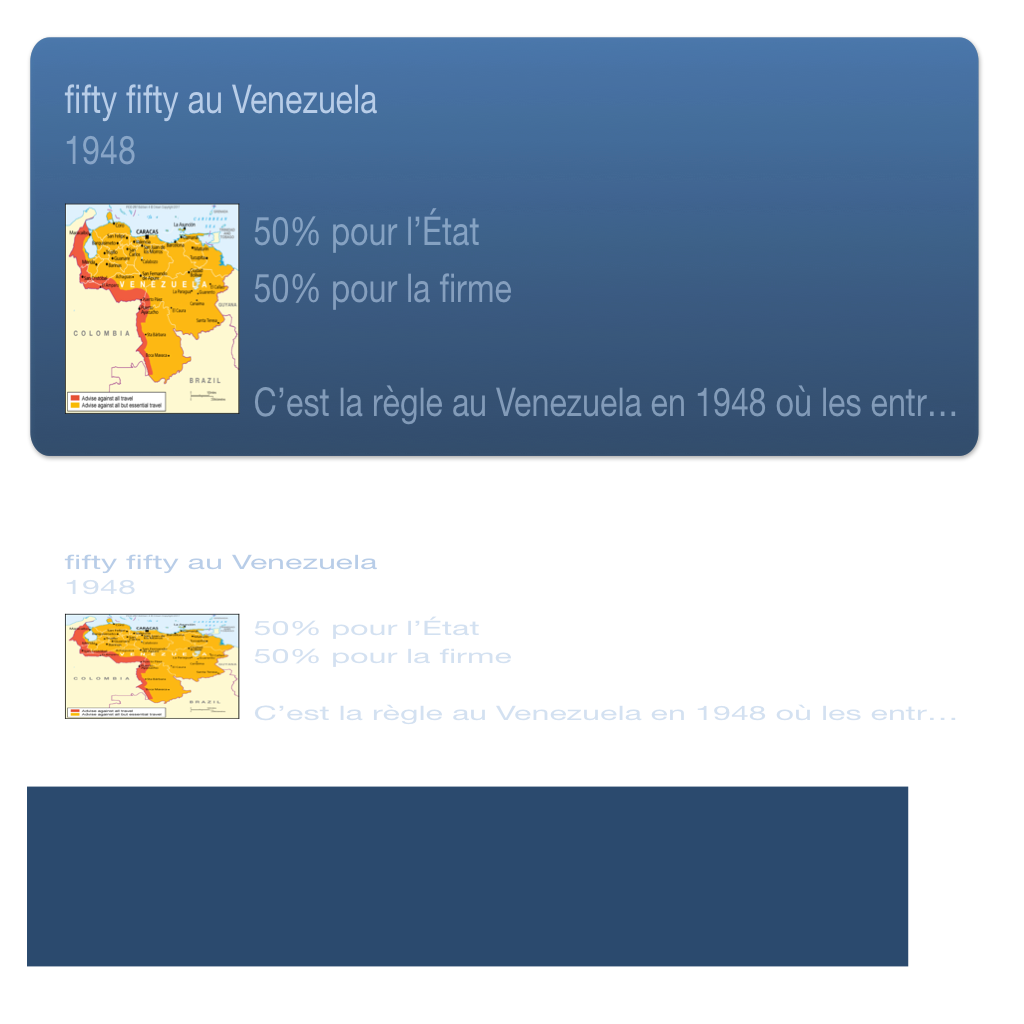 fifty fifty au Venezuela
1948
50% pour l’État
50% pour la firme
C’est la règle au Venezuela en 1948 où les entr…
CARACAS
VENEZUELA
COLOMBIA
BRAZIL
GUYANA
Advise against all travel
Advise against all but essential travel
fifty fifty au Venezuela
1948
50% pour l’État
50% pour la firme
C’est la règle au Venezuela en 1948 où les entr…
CARACAS
VENEZUELA
COLOMBIA
BRAZIL
Advise against all travel
Advise against all but essential travel